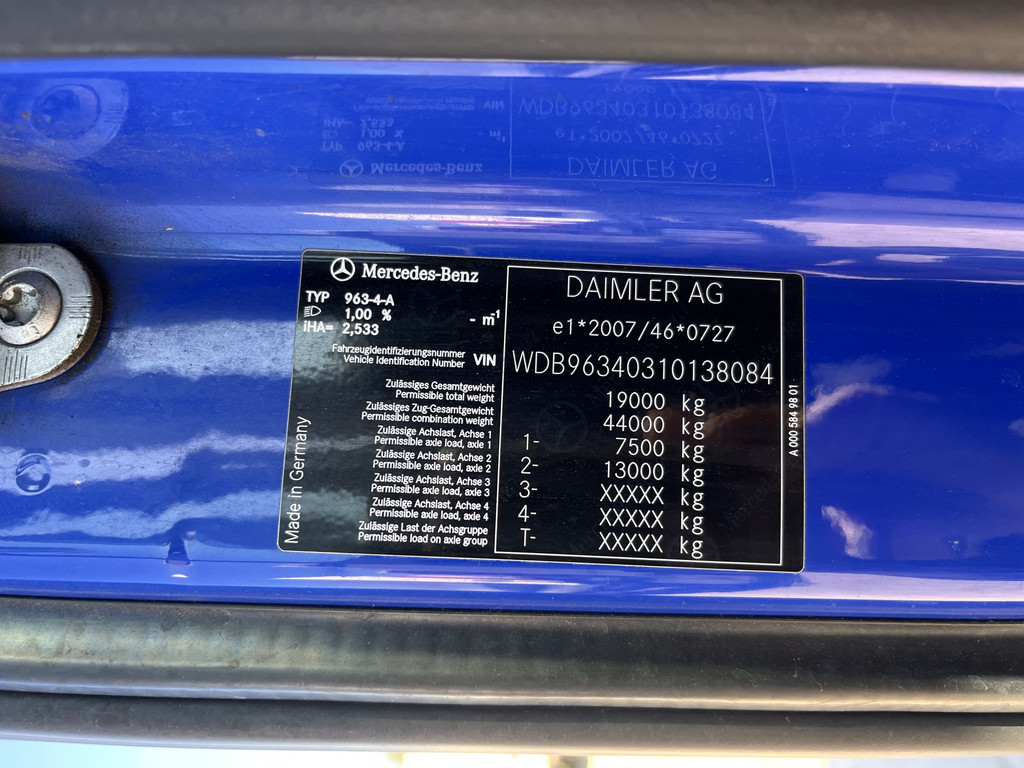 Mercedes-Benz
TYP 963-4-A
1,00 % - m-1
iHA= 2,533
Fahrzeugidentifizierungsnummer
Vehicle Identification Number VIN
Zulässiges Gesamtgewicht
Permissible total weight
Zulässiges Zug-Gesamtgewicht
Permissible combination weight
Zulässige Achslast, Achse 1
Permissible axle load, axle 1
Zulässige Achslast, Achse 2
Permissible axle load, axle 2
Zulässige Achslast, Achse 3
Permissible axle load, axle 3
Zulässige Achslast, Achse 4
Permissible axle load, axle 4
Zulässige Last der Achsgruppe
Permissible load on axle group
Made in Germany
DAIMLER AG
e1*2007/46*0727
WDB96340310138084
19000 kg
44000 kg
1- 7500 kg
2- 13000 kg
3- XXXXX kg
4- XXXXX kg
T- XXXXX kg
A 000 584 98 01